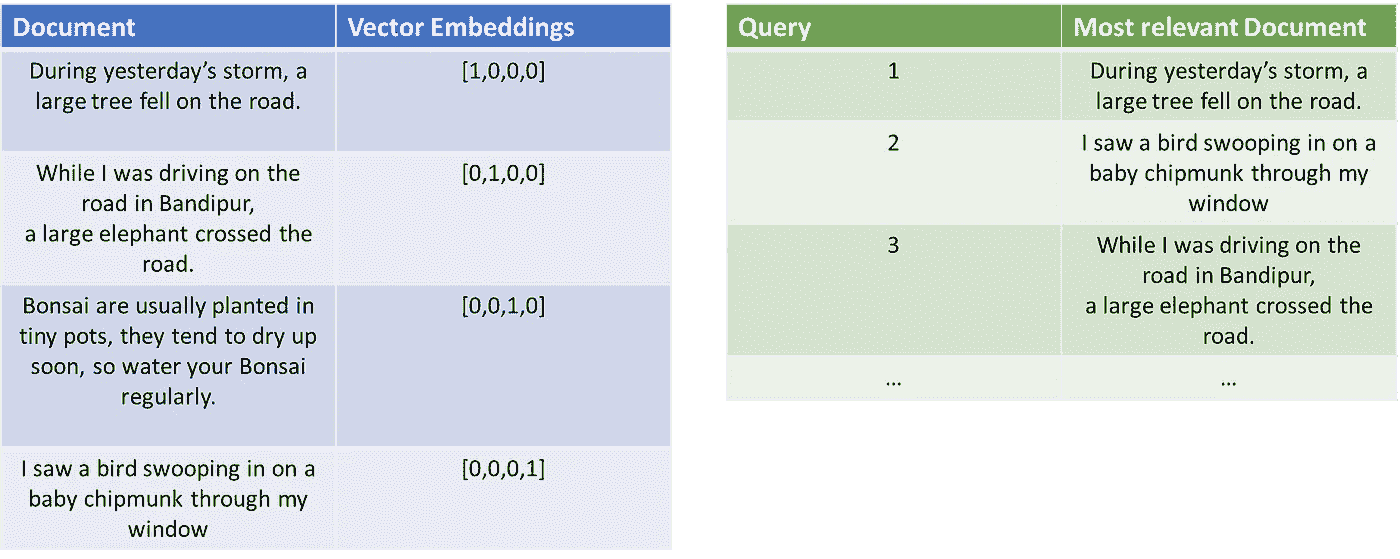 Document
Vector Embeddings
During yesterday's storm, a
large tree fell on the road.
[1,0,0,0]
While I was driving on the
road in Bandipur,
a large elephant crossed the
road.
[0,1,0,0]
Bonsai are usually planted in
tiny pots, they tend to dry up
soon, so water your Bonsai
regularly.
[0,0,1,0]
I saw a bird swooping in on a
baby chipmunk through my
window
[0,0,0,1]
Query
Most relevant Document
1
During yesterday's storm, a
large tree fell on the road.
2
I saw a bird swooping in on a
baby chipmunk through my
window
3
While I was driving on the
road in Bandipur,
a large elephant crossed the
road.
...
...